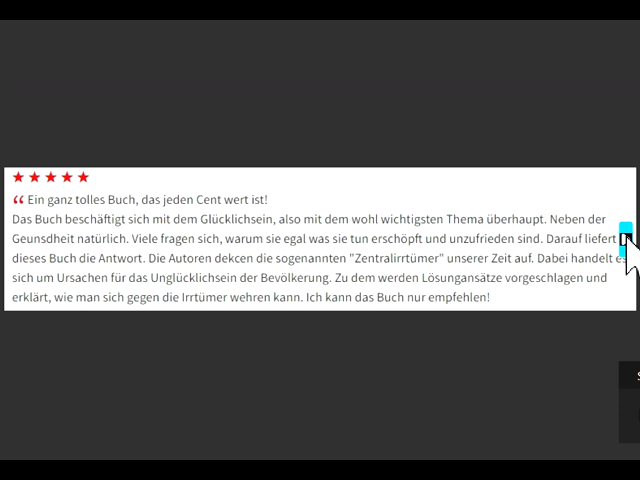 Ein ganz tolles Buch, das jeden Cent wert ist!
Das Buch beschäftigt sich mit dem Glücklichsein, also mit dem wohl wichtigsten Thema überhaupt. Neben der
Geunsdheit natürlich. Viele fragen sich, warum sie egal was sie tun erschöpft und unzufrieden sind. Darauf liefert
dieses Buch die Antwort. Die Autoren dekcen die sogenannten "Zentralirrtümer" unserer Zeit auf. Dabei handelt es
sich um Ursachen für das Unglücklichsein der Bevölkerung. Zu dem werden Lösungansätze vorgeschlagen und
erklärt, wie man sich gegen die Irrtümer wehren kann. Ich kann das Buch nur empfehlen!